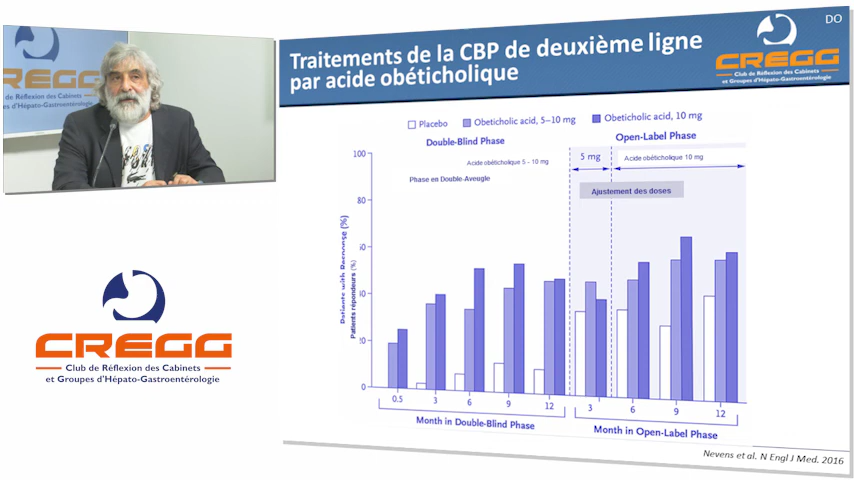 CREGG
Club de Réflexion des Cabinets
et Groupes d'Hépato-Gastroentérologie
CREGG
Club de Réflexion des Cabinets
et Groupes d'Hépato-Gastroentérologie
DO
Traitements de la CBP de deuxième ligne
par acide obéticholique
CREGG
Club de Réflexion des Cabinets
et Groupes d'Hépato-Gastroentérologie
Placebo Obeticholic acid, 5–10 mg Obeticholic acid, 10 mg
Double-Blind Phase Open-Label Phase
Acide obéticholique 5 - 10 mg 5 mg Acide obéticholique 10 mg
Phase en Double-Aveugle
Ajustement des doses
Patients with Response (%)
Patients répondeurs (%)
100
80
60
40
20
0
0.5 3 6 9 12 3 6 9 12
Month in Double-Blind Phase Month in Open-Label Phase
Nevens et al. N Engl J Med. 2016